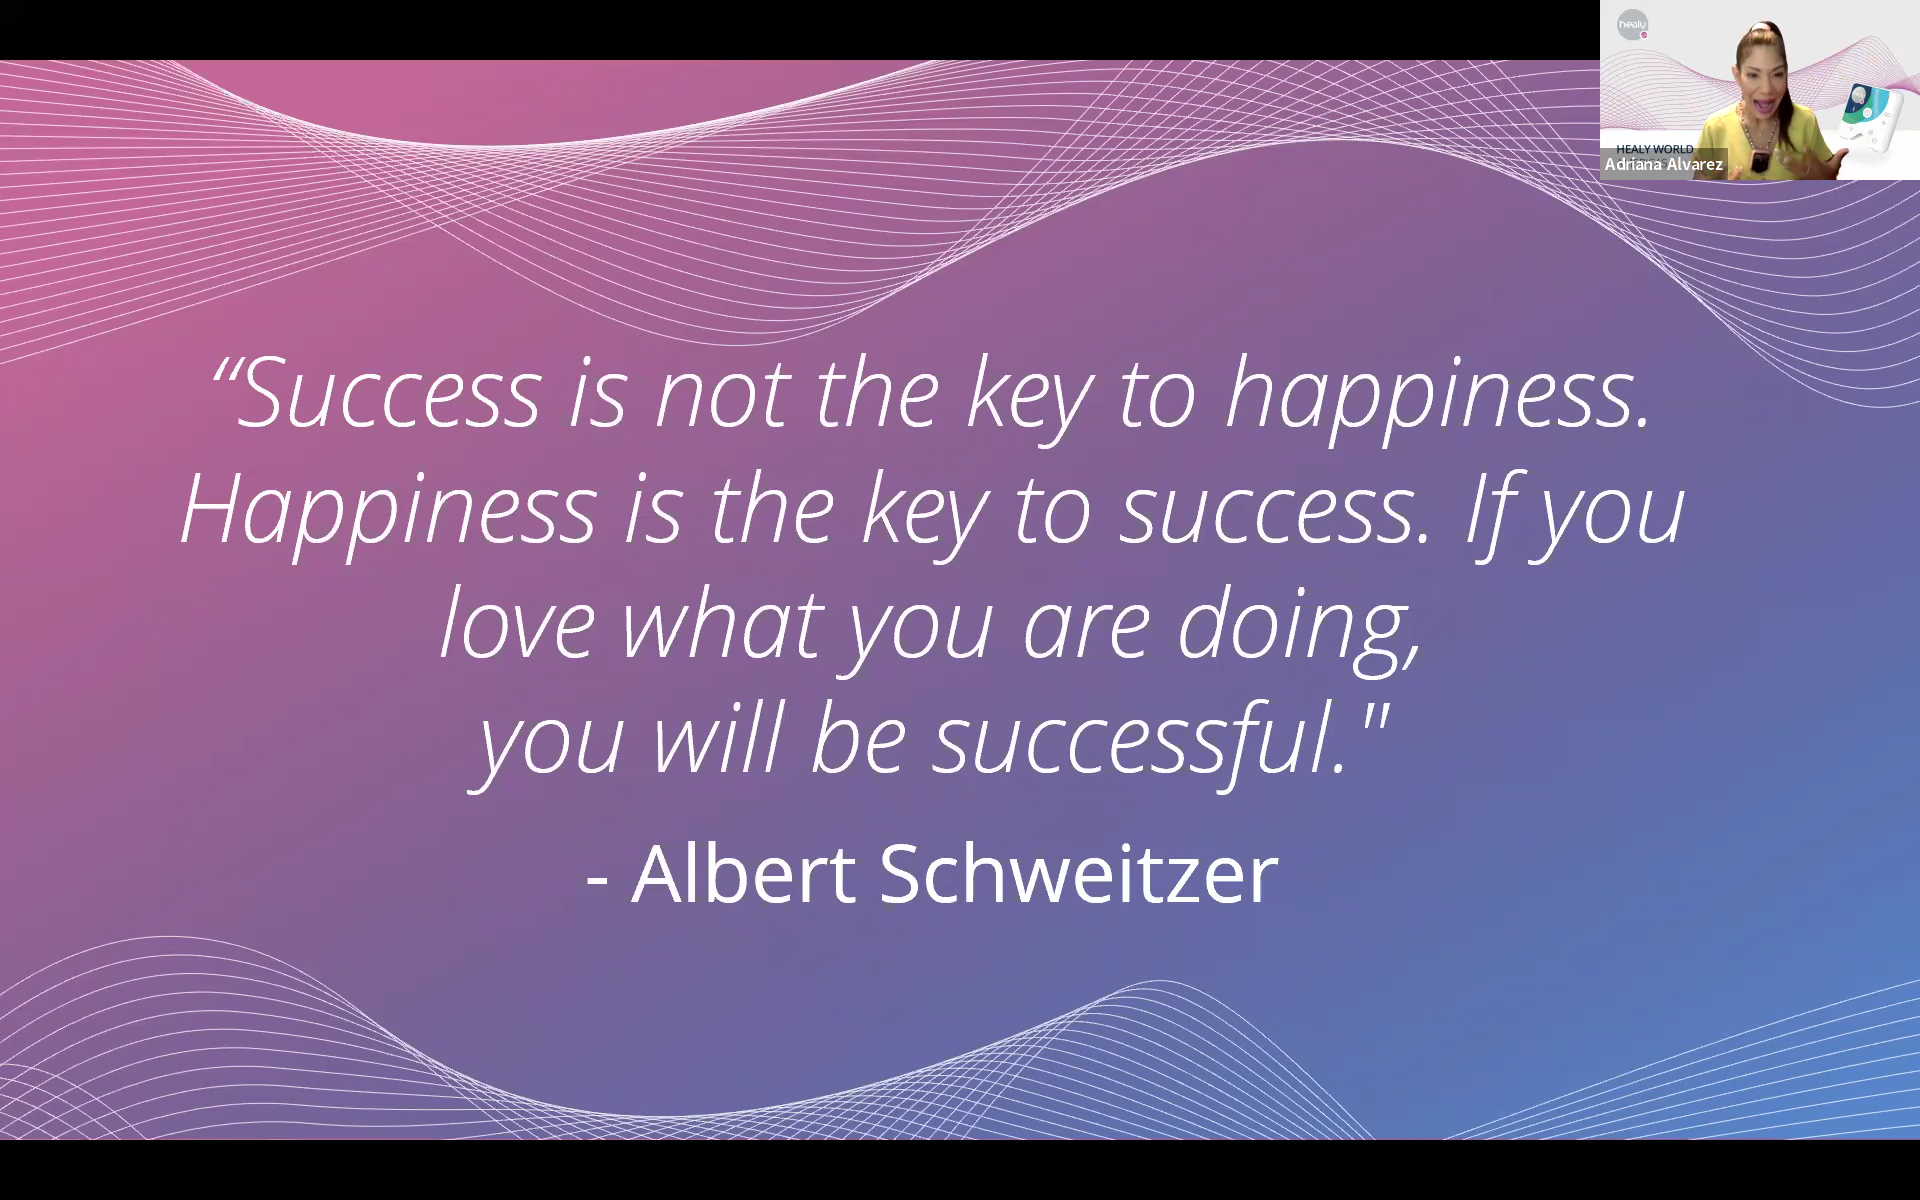 healy
HEALY WORLD
Adriana Alvarez
“Success is not the key to happiness.
Happiness is the key to success. If you
love what you are doing,
you will be successful."
- Albert Schweitzer